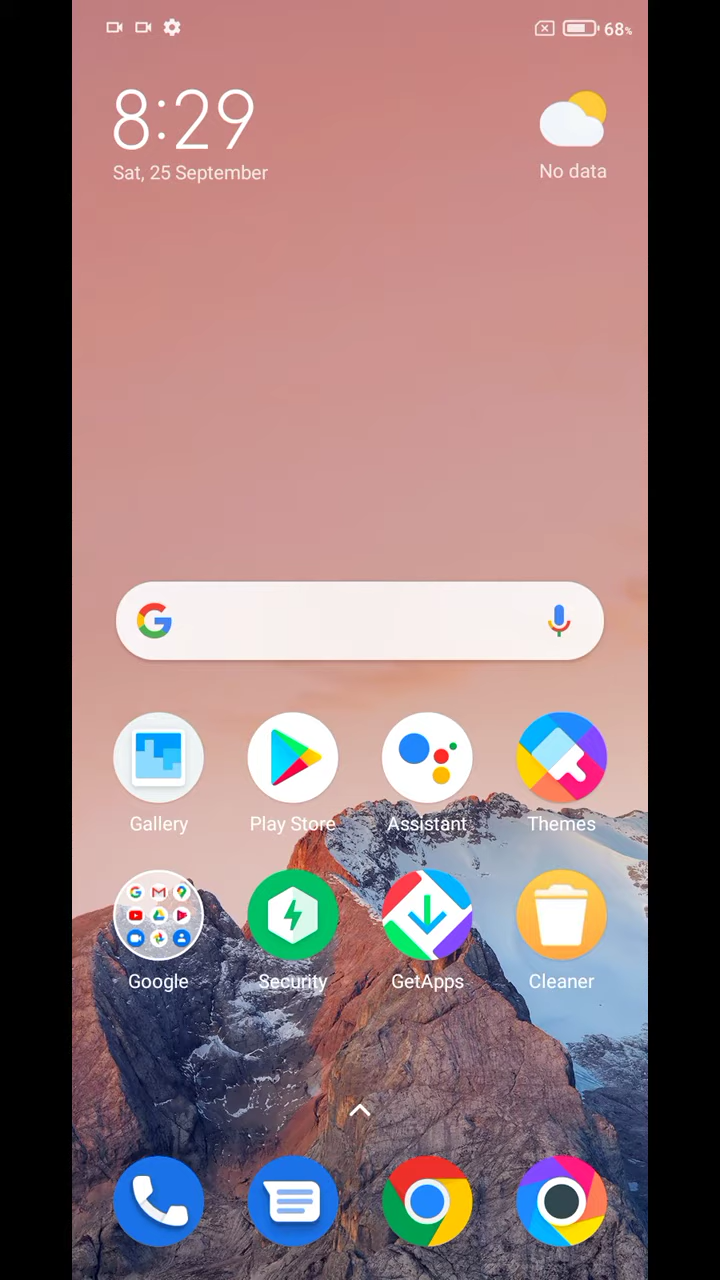 68%
8:29
Sat, 25 September
No data
Gallery
Play Store
Assistant
Themes
Google
Security
GetApps
Cleaner